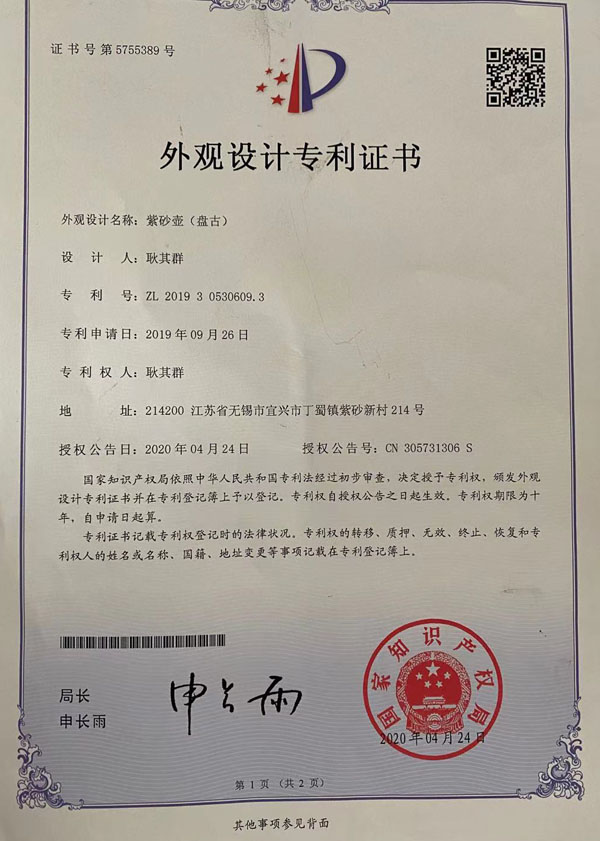 证书号第5755389号
外观设计专利证书
外观设计名称：紫砂壶（盘古）
设计人：耿其群
专利号：ZL 2019 3 0530609.3
专利申请日：2019年09月26日
专利权人：耿其群
地址：214200 江苏省无锡市宜兴市丁蜀镇紫砂新村214号
授权公告日：2020年04月24日 授权公告号：CN 305731306 S
国家知识产权局依照中华人民共和国专利法经过初步审查，决定授予专利权，颁发外观
设计专利证书并在专利登记簿上予以登记。专利权自授权公告之日起生效。专利权期限为十
年，自申请日起算。
专利证书记载专利权登记时的法律状况。专利权的转移、质押、无效、终止、恢复和专
利权人的姓名或名称、国籍、地址变更等事项记载在专利登记簿上。
局长
申长雨
申长雨
国家知识产权局
2020年04月24日
第1页（共2页）
其他事项参见背面